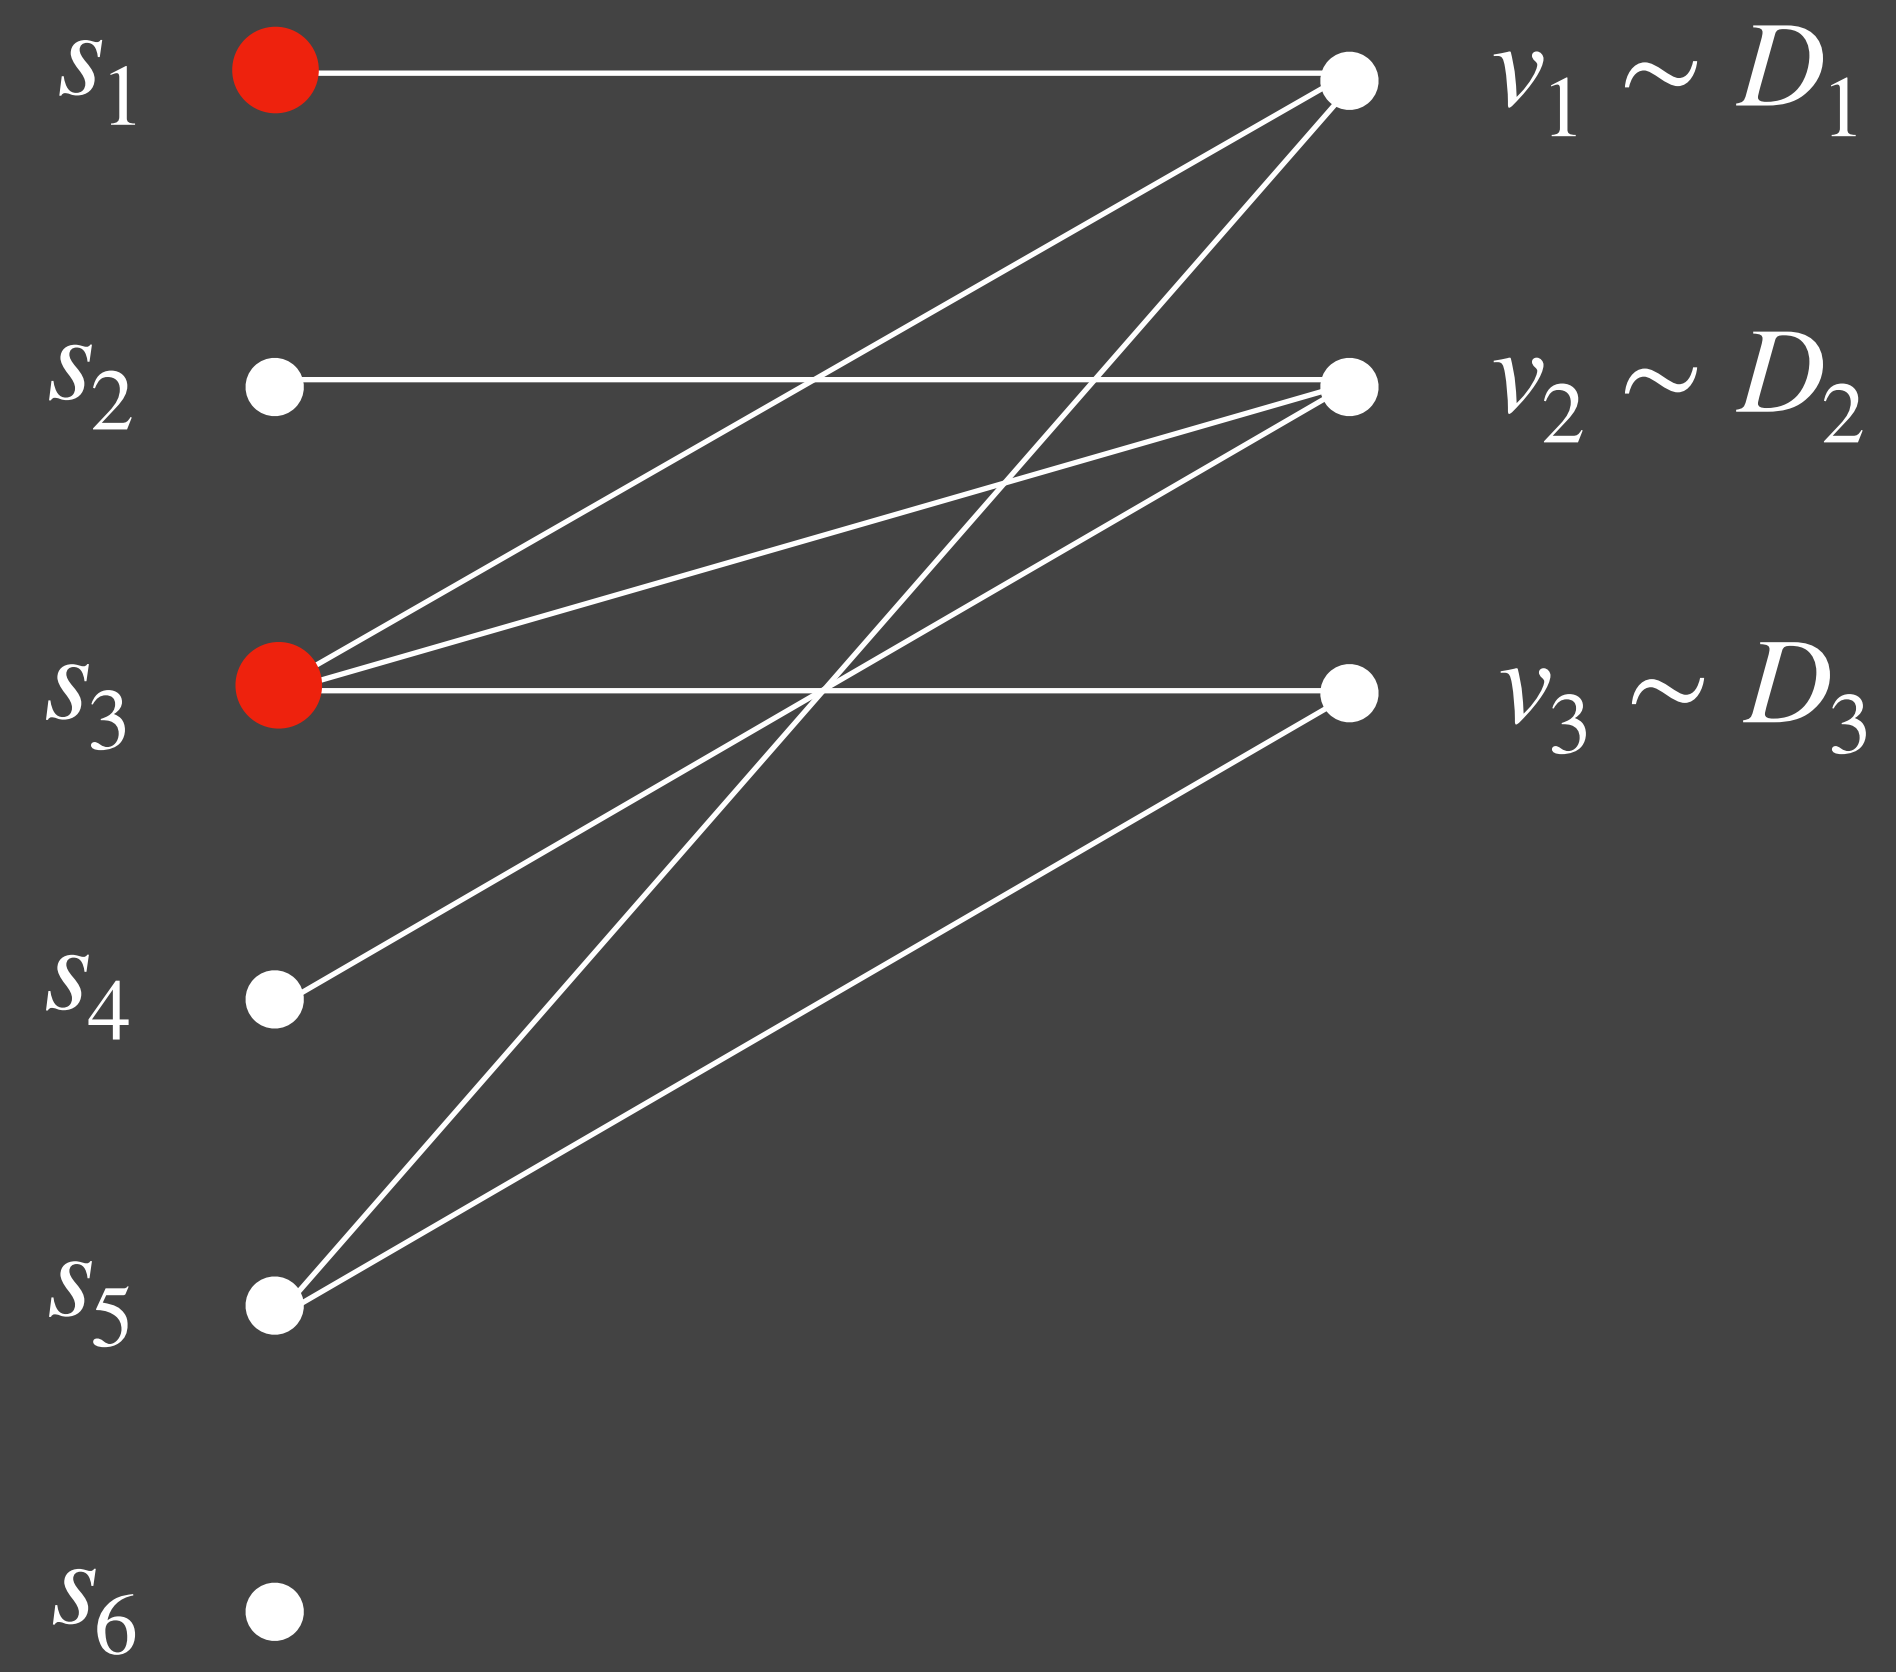 s₁ v₁ ~ D₁
s₂ v₂ ~ D₂
s₃ v₃ ~ D₃
s₄
s₅
s₆